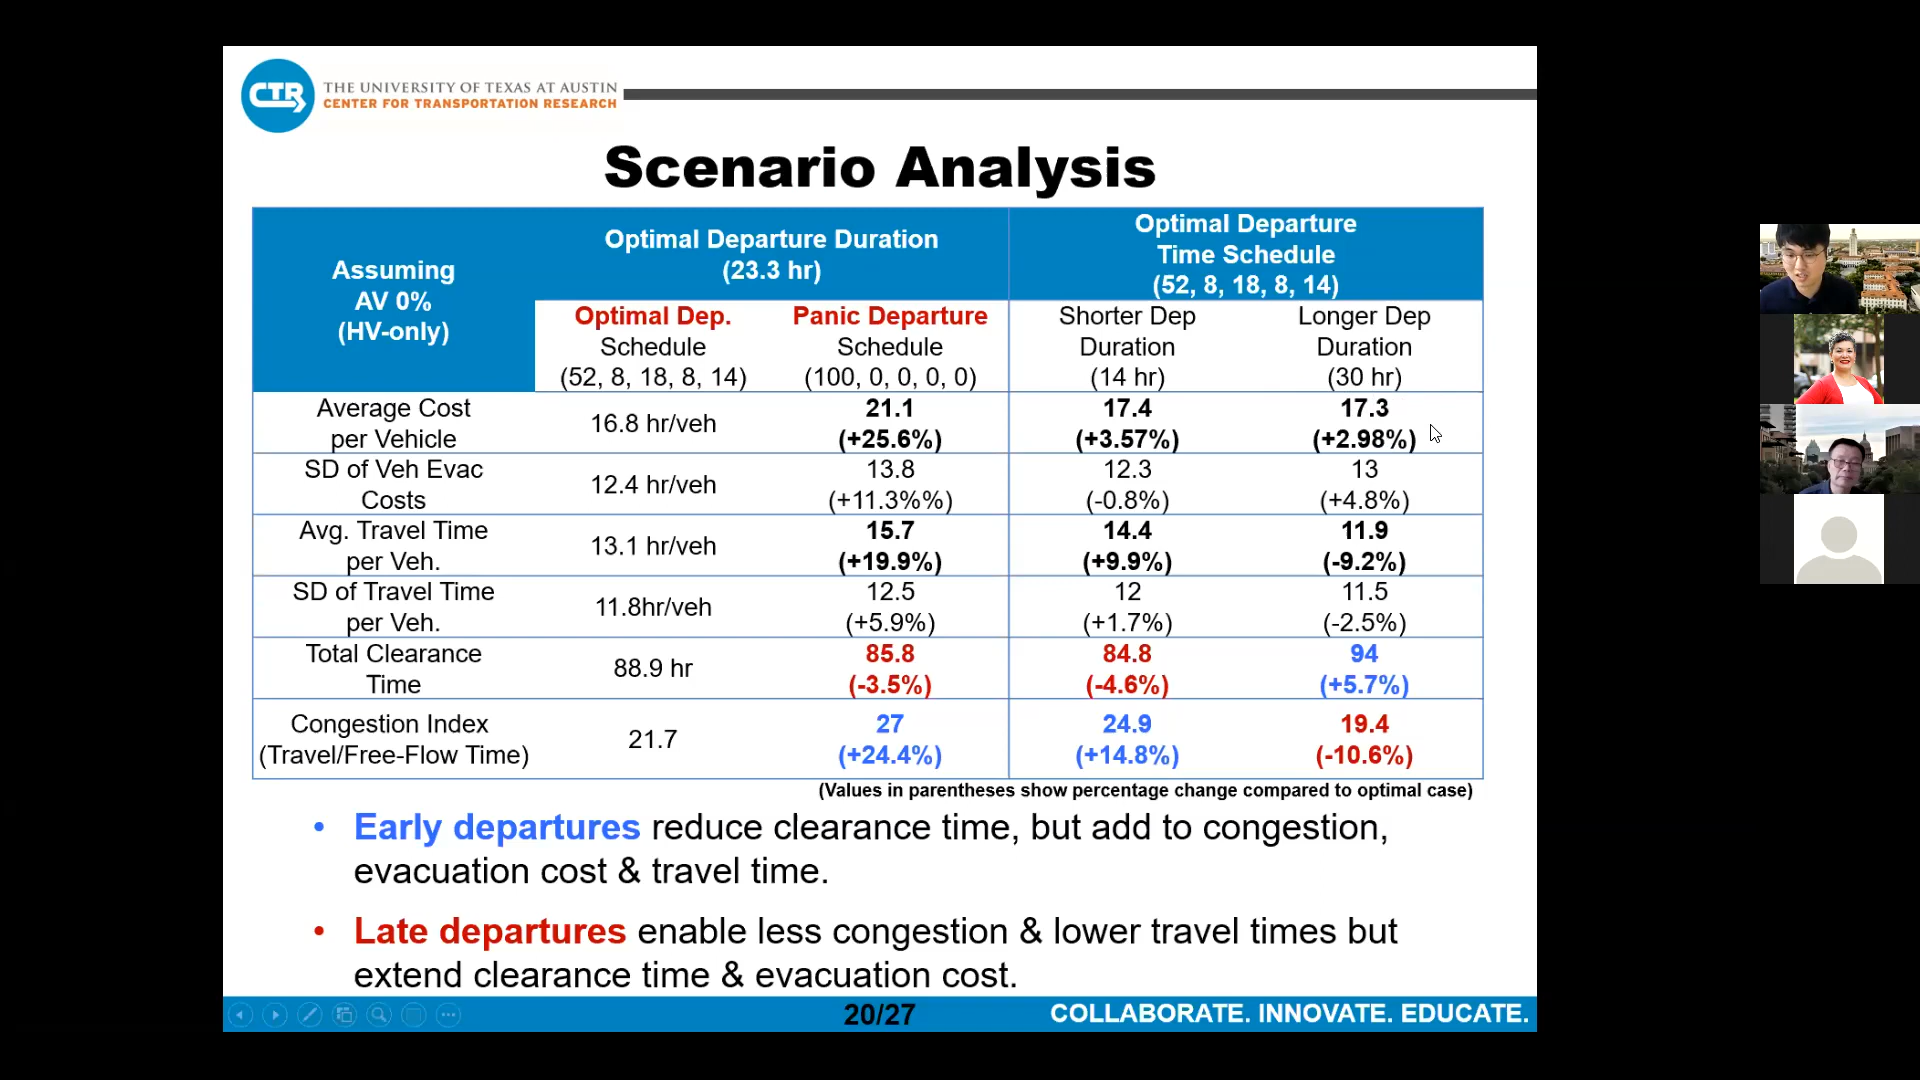 CTR
THE UNIVERSITY OF TEXAS AT AUSTIN
CENTER FOR TRANSPORTATION RESEARCH
Scenario Analysis
Assuming
AV 0%
(HV-only)
Optimal Departure Duration
(23.3 hr)
Optimal Departure
Time Schedule
(52, 8, 18, 8, 14)
Optimal Dep.
Schedule
(52, 8, 18, 8, 14)
Panic Departure
Schedule
(100, 0, 0, 0, 0)
Shorter Dep
Duration
(14 hr)
Longer Dep
Duration
(30 hr)
Average Cost
per Vehicle
16.8 hr/veh
21.1
(+25.6%)
17.4
(+3.57%)
17.3
(+2.98%)
SD of Veh Evac
Costs
12.4 hr/veh
13.8
(+11.3%%)
12.3
(-0.8%)
13
(+4.8%)
Avg. Travel Time
per Veh.
13.1 hr/veh
15.7
(+19.9%)
14.4
(+9.9%)
11.9
(-9.2%)
SD of Travel Time
per Veh.
11.8hr/veh
12.5
(+5.9%)
12
(+1.7%)
11.5
(-2.5%)
Total Clearance
Time
88.9 hr
85.8
(-3.5%)
84.8
(-4.6%)
94
(+5.7%)
Congestion Index
(Travel/Free-Flow Time)
21.7
27
(+24.4%)
24.9
(+14.8%)
19.4
(-10.6%)
(Values in parentheses show percentage change compared to optimal case)
• Early departures reduce clearance time, but add to congestion,
evacuation cost & travel time.
• Late departures enable less congestion & lower travel times but
extend clearance time & evacuation cost.
20/27
COLLABORATE. INNOVATE. EDUCATE.